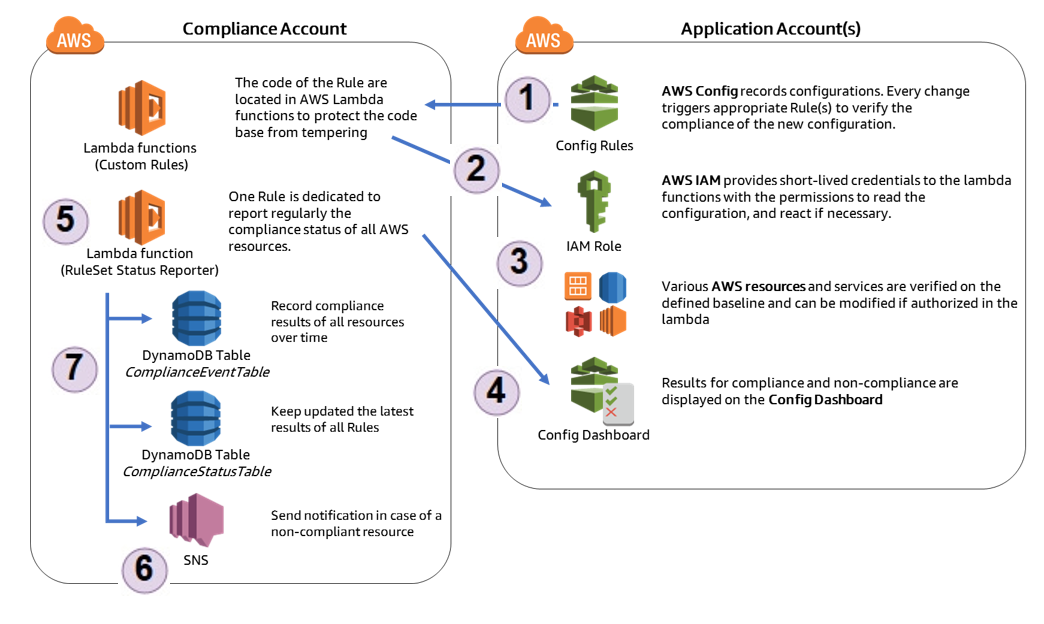 Compliance Account
AWS
Lambda functions
(Custom Rules)
The code of the Rule are
located in AWS Lambda
functions to protect the code
base from tempering
5
Lambda function
(RuleSet Status Reporter)
One Rule is dedicated to
report regularly the
compliance status of all AWS
resources.
7
DynamoDB Table
ComplianceEventTable
Record compliance
results of all resources
over time
DynamoDB Table
ComplianceStatusTable
Keep updated the latest
results of all Rules
SNS
6
Send notification in case of a
non-compliant resource
1
2
3
4
Application Account(s)
AWS
Config Rules
AWS Config records configurations. Every change
triggers appropriate Rule(s) to verify the
compliance of the new configuration.
IAM Role
AWS IAM provides short-lived credentials to the lambda
functions with the permissions to read the
configuration, and react if necessary.
Various AWS resources and services are verified on the
defined baseline and can be modified if authorized in the
lambda
Config Dashboard
Results for compliance and non-compliance are
displayed on the Config Dashboard